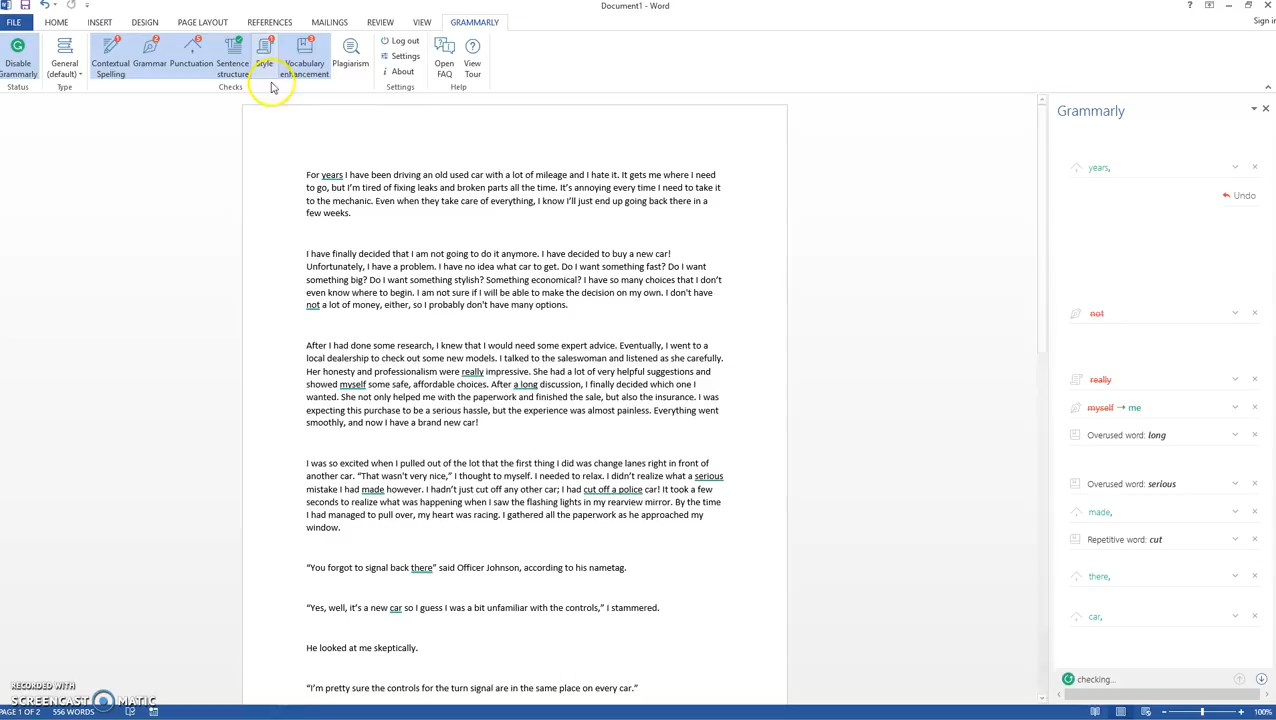 Document1 - Word
Sign in
FILE HOME INSERT DESIGN PAGE LAYOUT REFERENCES MAILINGS REVIEW VIEW GRAMMARLY
Disable Grammarly
General (default)
1 Contextual Spelling
2 Grammar
5 Punctuation
Sentence structure
1 Style
3 Vocabulary enhancement
Plagiarism
Log out
Settings
About
Open FAQ
View Tour
Status Type Checks Settings Help
For years I have been driving an old used car with a lot of mileage and I hate it. It gets me where I need
to go, but I'm tired of fixing leaks and broken parts all the time. It's annoying every time I need to take it
to the mechanic. Even when they take care of everything, I know I'll just end up going back there in a
few weeks.
I have finally decided that I am not going to do it anymore. I have decided to buy a new car!
Unfortunately, I have a problem. I have no idea what car to get. Do I want something fast? Do I want
something big? Do I want something stylish? Something economical? I have so many choices that I don't
even know where to begin. I am not sure if I will be able to make the decision on my own. I don't have
not a lot of money, either, so I probably don't have many options.
After I had done some research, I knew that I would need some expert advice. Eventually, I went to a
local dealership to check out some new models. I talked to the saleswoman and listened as she carefully.
Her honesty and professionalism were really impressive. She had a lot of very helpful suggestions and
showed myself some safe, affordable choices. After a long discussion, I finally decided which one I
wanted. She not only helped me with the paperwork and finished the sale, but also the insurance. I was
expecting this purchase to be a serious hassle, but the experience was almost painless. Everything went
smoothly, and now I have a brand new car!
I was so excited when I pulled out of the lot that the first thing I did was change lanes right in front of
another car. "That wasn't very nice," I thought to myself. I needed to relax. I didn't realize what a serious
mistake I had made however. I hadn't just cut off any other car; I had cut off a police car! It took a few
seconds to realize what was happening when I saw the flashing lights in my rearview mirror. By the time
I had managed to pull over, my heart was racing. I gathered all the paperwork as he approached my
window.
"You forgot to signal back there" said Officer Johnson, according to his nametag.
"Yes, well, it's a new car so I guess I was a bit unfamiliar with the controls," I stammered.
He looked at me skeptically.
"I'm pretty sure the controls for the turn signal are in the same place on every car."
Grammarly
years,
Undo
not
really
myself → me
Overused word: long
Overused word: serious
made,
Repetitive word: cut
there,
car,
checking...
RECORDED WITH
SCREENCAST MATIC
PAGE 1 OF 2 556 WORDS
100%